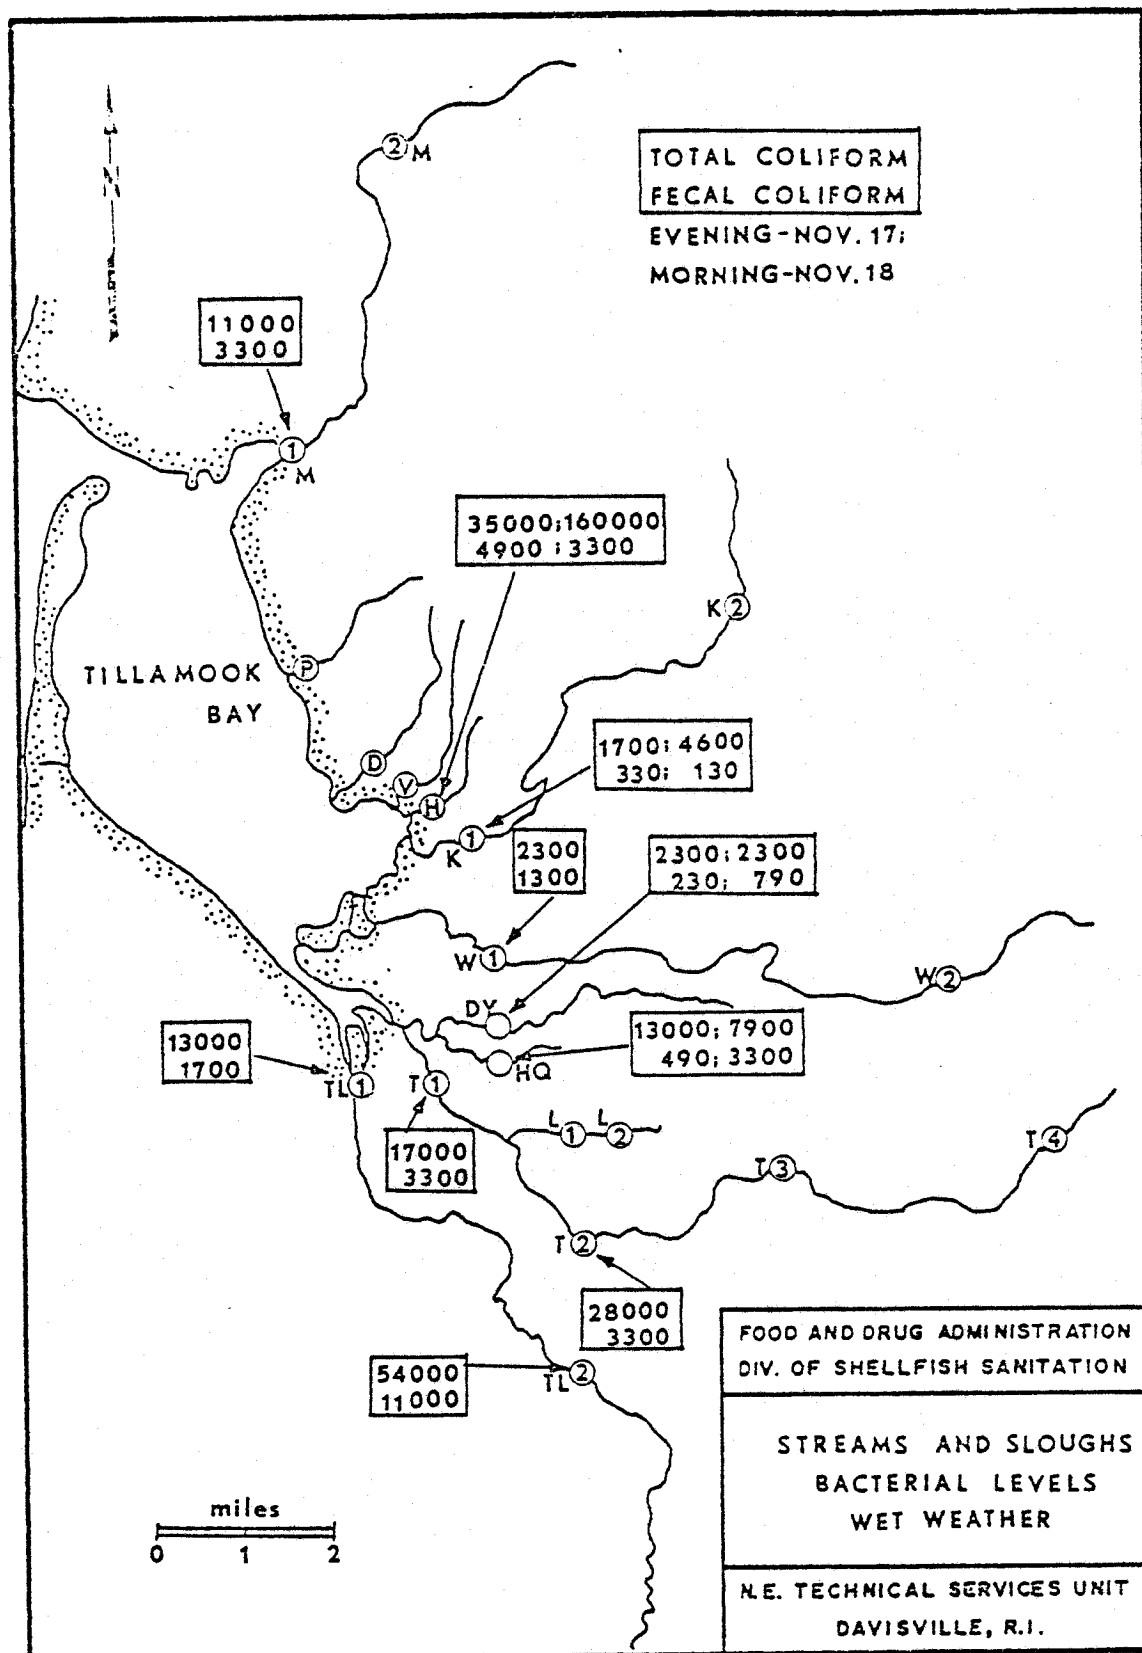 N
2 M
TOTAL COLIFORM
FECAL COLIFORM
EVENING-NOV. 17;
MORNING-NOV. 18
11000
3300
1
M
35000;160000
4900 ; 3300
K 2
P
TILLAMOOK
BAY
1700; 4600
330; 130
D
V
H
1
K
2300
1300
2300; 2300
230; 790
W 1
W 2
DY
13000; 7900
490; 3300
HQ
13000
1700
TL 1
T 1
L 1
L 2
T 3
T 4
17000
3300
T 2
28000
3300
54000
11000
TL 2
FOOD AND DRUG ADMINISTRATION
DIV. OF SHELLFISH SANITATION
STREAMS AND SLOUGHS
BACTERIAL LEVELS
WET WEATHER
miles
0 1 2
N.E. TECHNICAL SERVICES UNIT
DAVISVILLE, R.I.